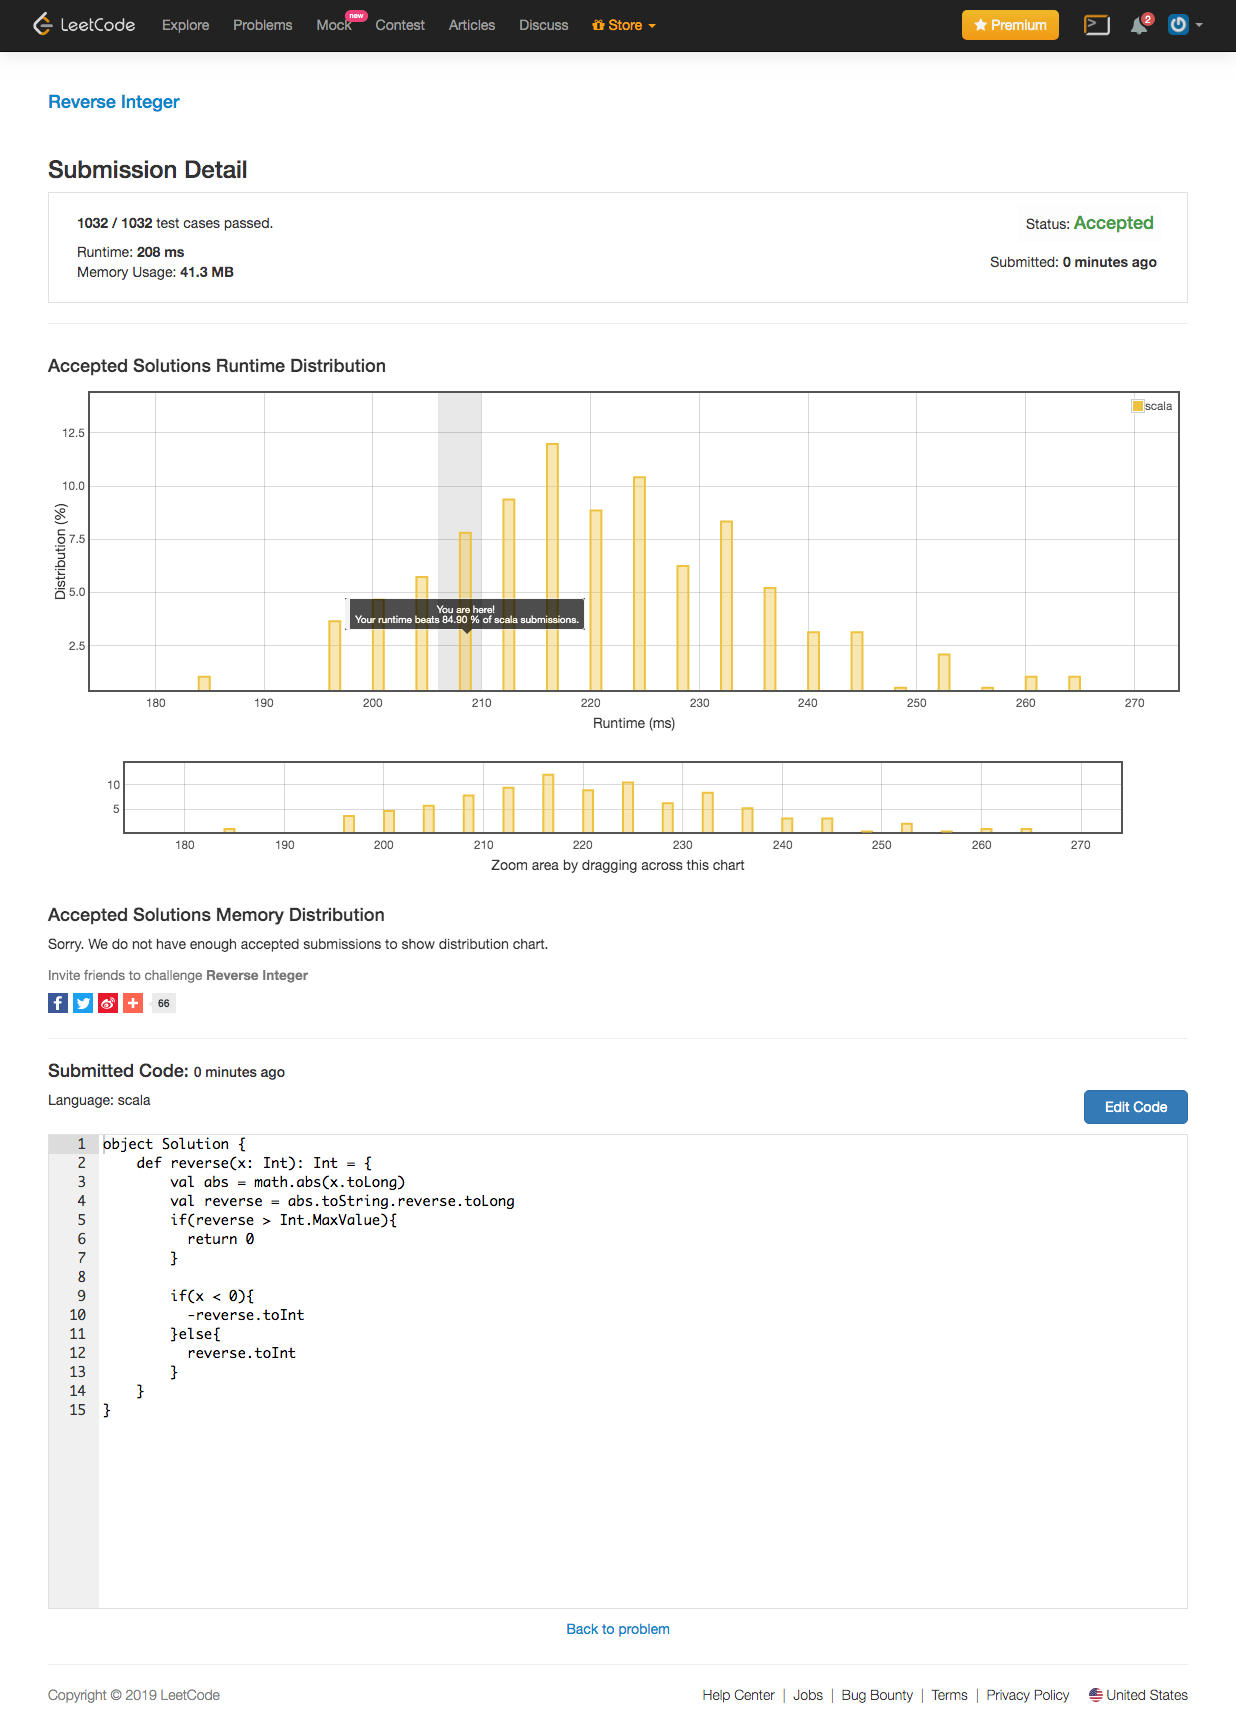 LeetCode Explore Problems Mock new Contest Articles Discuss Store Premium 2
Reverse Integer
Submission Detail
1032 / 1032 test cases passed.
Status: Accepted
Runtime: 208 ms
Submitted: 0 minutes ago
Memory Usage: 41.3 MB
Accepted Solutions Runtime Distribution
scala
12.5
10.0
7.5
5.0
2.5
Distribution (%)
You are here!
Your runtime beats 84.90 % of scala submissions.
180 190 200 210 220 230 240 250 260 270
Runtime (ms)
10
5
180 190 200 210 220 230 240 250 260 270
Zoom area by dragging across this chart
Accepted Solutions Memory Distribution
Sorry. We do not have enough accepted submissions to show distribution chart.
Invite friends to challenge Reverse Integer
66
Submitted Code: 0 minutes ago
Language: scala
Edit Code
1 object Solution {
2     def reverse(x: Int): Int = {
3         val abs = math.abs(x.toLong)
4         val reverse = abs.toString.reverse.toLong
5         if(reverse > Int.MaxValue){
6           return 0
7         }
8
9         if(x < 0){
10           -reverse.toInt
11         }else{
12           reverse.toInt
13         }
14     }
15 }
Back to problem
Copyright © 2019 LeetCode
Help Center | Jobs | Bug Bounty | Terms | Privacy Policy United States